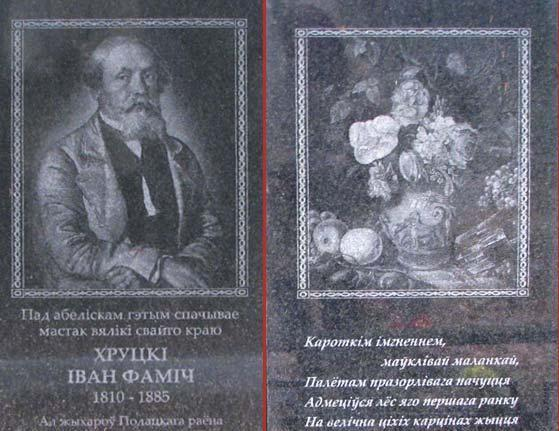 Пад абеліскам гэтым спачывае
мастак вялікі свайго краю
ХРУЦКІ
ІВАН ФАМІЧ
1810 - 1885
Ад жыхароў Полацкага раёна
Кароткім імгненнем,
маўклівай маланкай,
Палётам празорлівага пачуцця
Адмеціўся лёс яго першага ранку
На велічна ціхіх карцінах жыцця